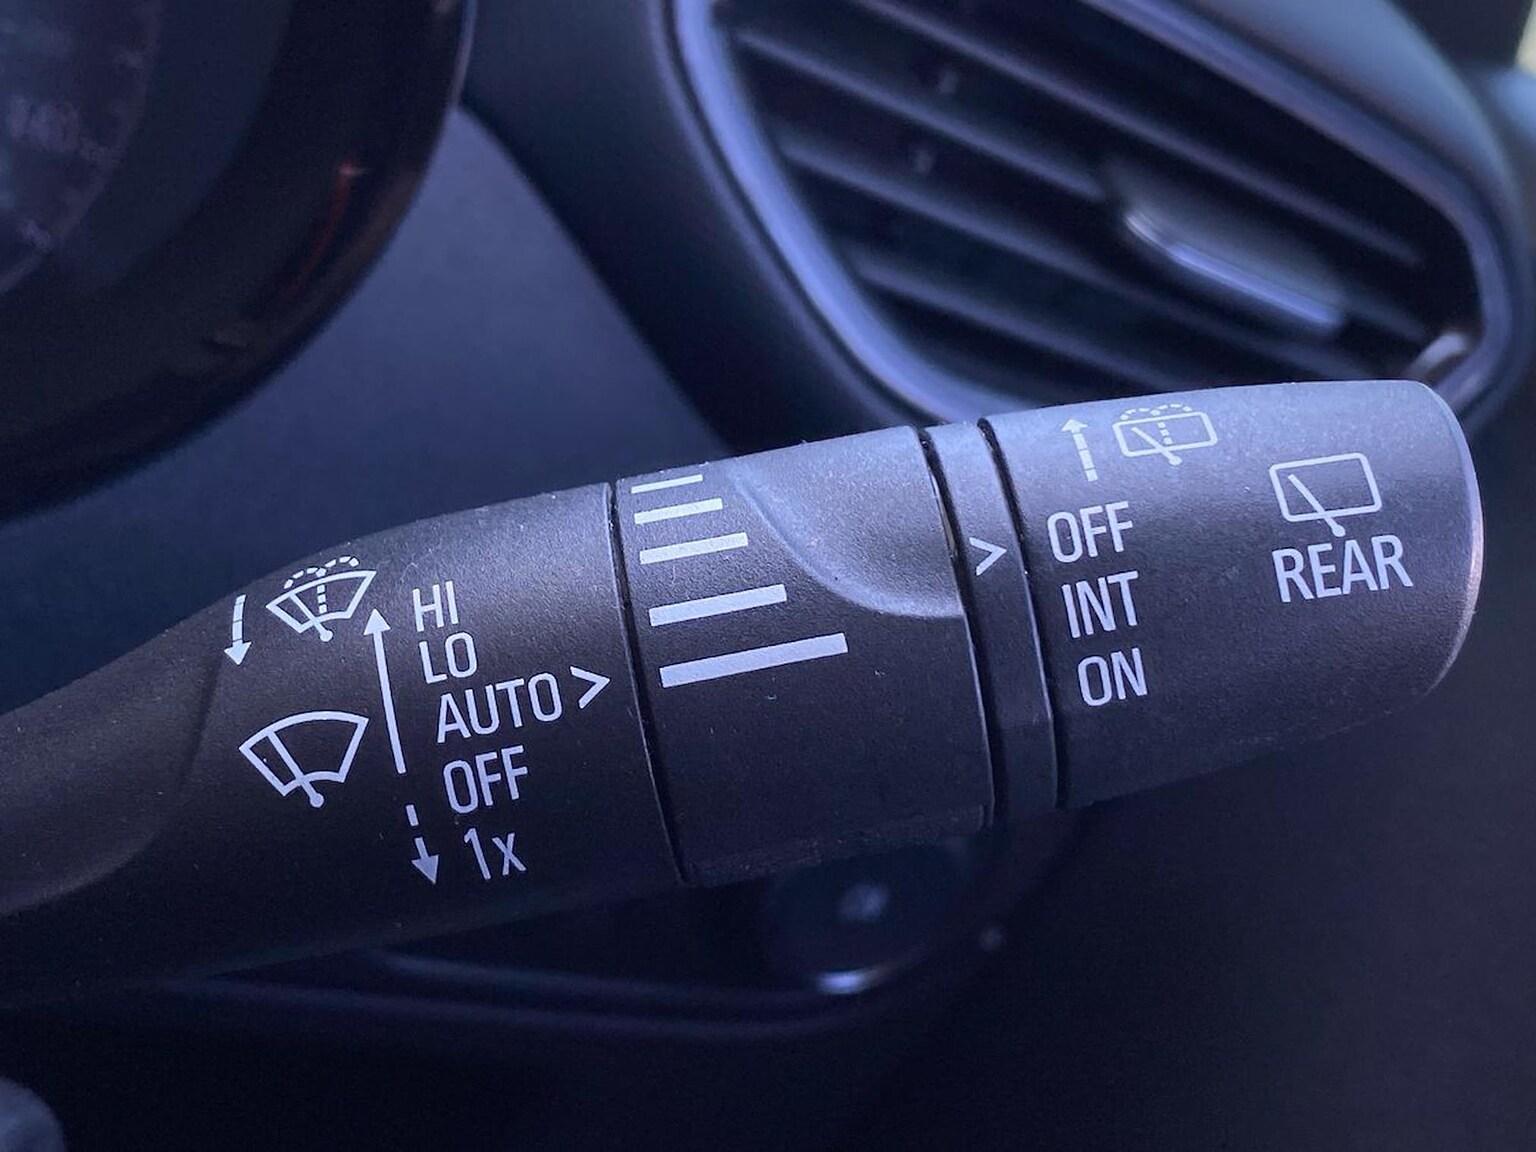 HI
LO
AUTO >
OFF
1x
>
OFF
INT
ON
REAR